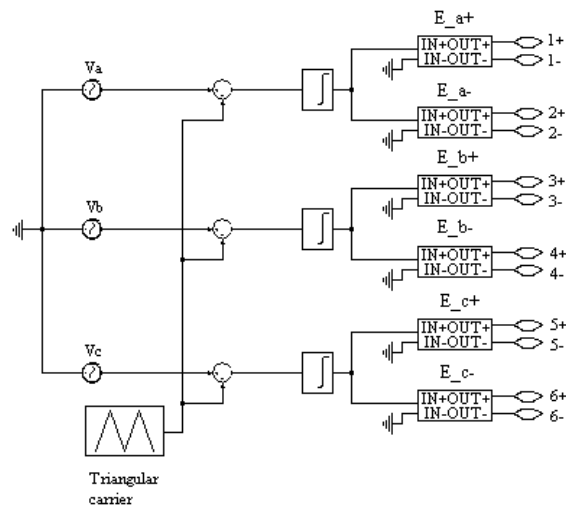 E_a+
IN+OUT+ 1+
IN-OUT- 1-
Va
E_a-
IN+OUT+ 2+
IN-OUT- 2-
E_b+
IN+OUT+ 3+
IN-OUT- 3-
Vb
E_b-
IN+OUT+ 4+
IN-OUT- 4-
E_c+
IN+OUT+ 5+
IN-OUT- 5-
Vc
E_c-
IN+OUT+ 6+
IN-OUT- 6-
Triangular
carrier